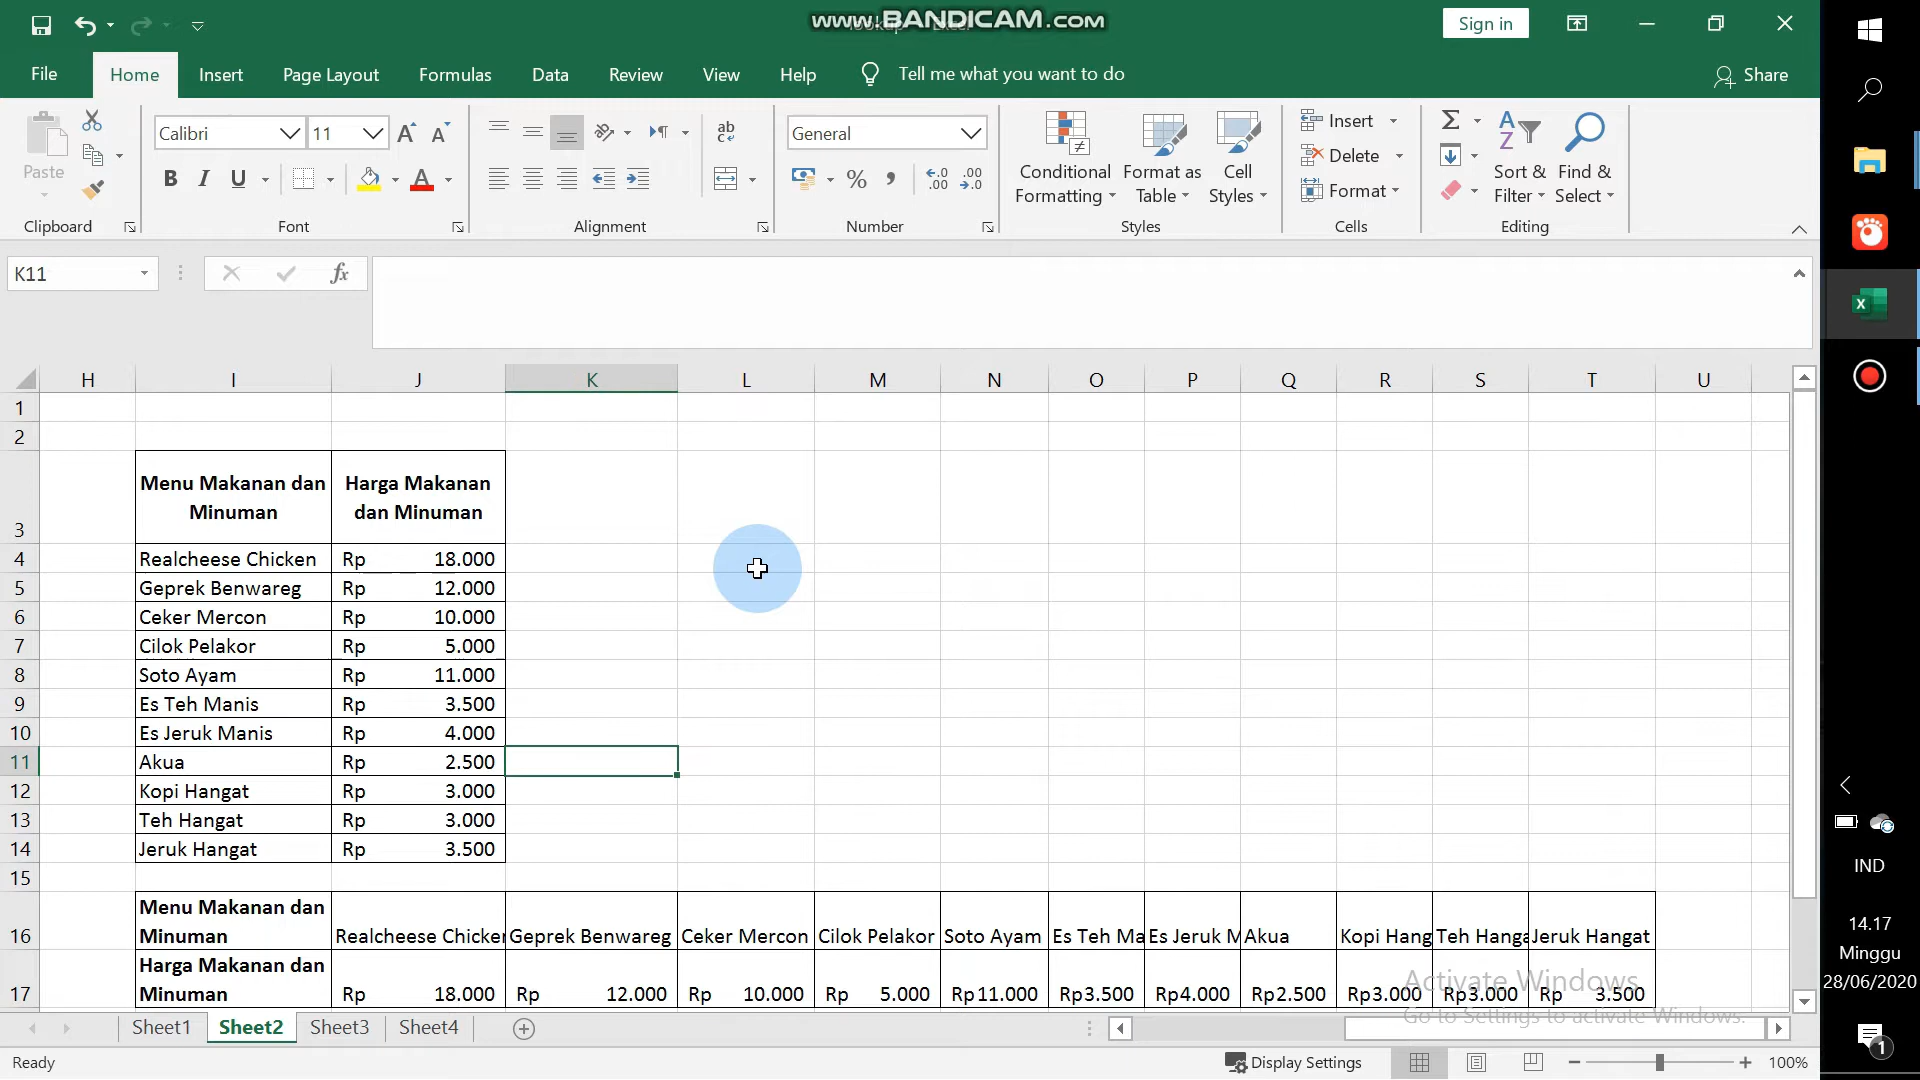 www.BANDICAM.com
Sign in
File Home Insert Page Layout Formulas Data Review View Help Tell me what you want to do Share
Paste
Calibri 11
General
Conditional Formatting
Format as Table
Cell Styles
Insert
Delete
Format
Sort & Filter
Find & Select
Clipboard Font Alignment Number Styles Cells Editing
K11
H I J K L M N O P Q R S T U
1
2
3 Menu Makanan dan Minuman Harga Makanan dan Minuman
4 Realcheese Chicken Rp 18.000
5 Geprek Benwareg Rp 12.000
6 Ceker Mercon Rp 10.000
7 Cilok Pelakor Rp 5.000
8 Soto Ayam Rp 11.000
9 Es Teh Manis Rp 3.500
10 Es Jeruk Manis Rp 4.000
11 Akua Rp 2.500
12 Kopi Hangat Rp 3.000
13 Teh Hangat Rp 3.000
14 Jeruk Hangat Rp 3.500
15
16 Menu Makanan dan Minuman Realcheese Chicker Geprek Benwareg Ceker Mercon Cilok Pelakor Soto Ayam Es Teh Ma Es Jeruk M Akua Kopi Hang Teh Hanga Jeruk Hangat
17 Harga Makanan dan Minuman Rp 18.000 Rp 12.000 Rp 10.000 Rp 5.000 Rp11.000 Rp3.500 Rp4.000 Rp2.500 Rp3.000 Rp3.000 Rp 3.500
Activate Windows
Go to Settings to activate Windows.
Sheet1 Sheet2 Sheet3 Sheet4
Ready
Display Settings
100%
IND
14.17
Minggu
28/06/2020
1